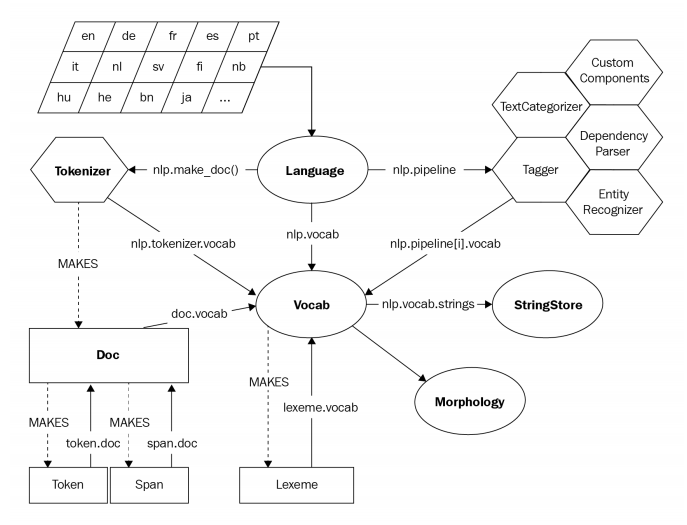 en de fr es pt
it nl sv fi nb
hu he bn ja ...
Custom
Components
TextCategorizer
Dependency
Parser
Tokenizer
nlp.make_doc()
Language
nlp.pipeline
Tagger
Entity
Recognizer
nlp.vocab
nlp.tokenizer.vocab
nlp.pipeline[i].vocab
MAKES
doc.vocab
Vocab
nlp.vocab.strings
StringStore
Doc
MAKES
Morphology
lexeme.vocab
MAKES
MAKES
token.doc
span.doc
Token
Span
Lexeme